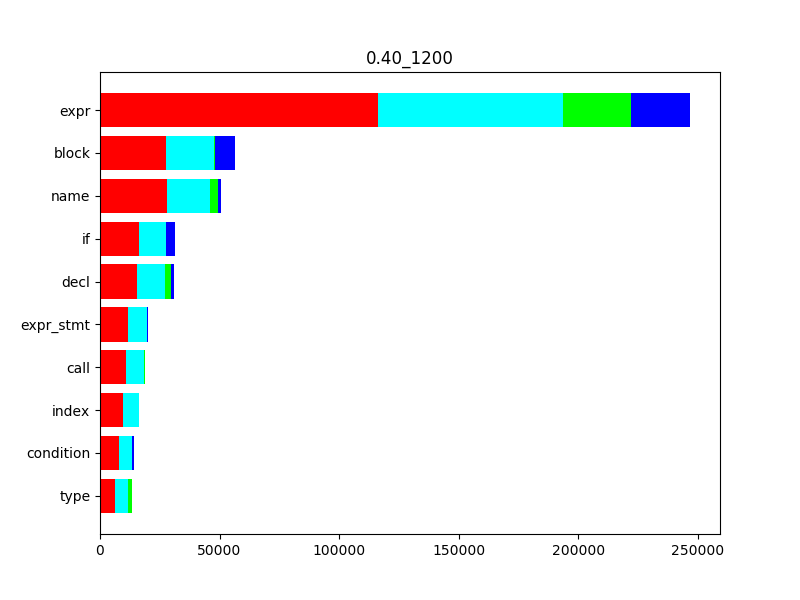 0.40_1200
expr
block
name
if
decl
expr_stmt
call
index
condition
type
0 50000 100000 150000 200000 250000